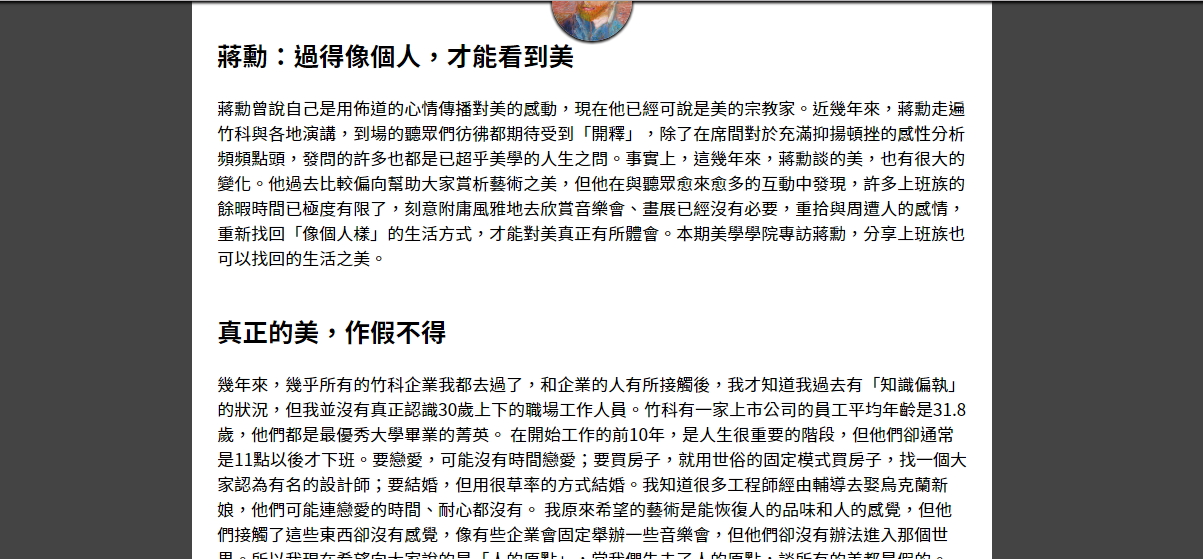 蔣勳：過得像個人，才能看到美
蔣勳曾說自己是用佈道的心情傳播對美的感動，現在他已經可說是美的宗教家。近幾年來，蔣勳走遍
竹科與各地演講，到場的聽眾們彷彿都期待受到「開釋」，除了在席間對於充滿抑揚頓挫的感性分析
頻頻點頭，發問的許多也都是已超乎美學的人生之問。事實上，這幾年來，蔣勳談的美，也有很大的
變化。他過去比較偏向幫助大家賞析藝術之美，但他在與聽眾愈來愈多的互動中發現，許多上班族的
餘暇時間已極度有限了，刻意附庸風雅地去欣賞音樂會、畫展已經沒有必要，重拾與周遭人的感情，
重新找回「像個人樣」的生活方式，才能對美真正有所體會。本期美學學院專訪蔣勳，分享上班族也
可以找回的生活之美。
真正的美，作假不得
幾年來，幾乎所有的竹科企業我都去過了，和企業的人有所接觸後，我才知道我過去有「知識偏執」
的狀況，但我並沒有真正認識30歲上下的職場工作人員。竹科有一家上市公司的員工平均年齡是31.8
歲，他們都是最優秀大學畢業的菁英。 在開始工作的前10年，是人生很重要的階段，但他們卻通常
是11點以後才下班。要戀愛，可能沒有時間戀愛；要買房子，就用世俗的固定模式買房子，找一個大
家認為有名的設計師；要結婚，但用很草率的方式結婚。我知道很多工程師經由輔導去娶烏克蘭新
娘，他們可能連戀愛的時間、耐心都沒有。 我原來希望的藝術是能恢復人的品味和人的感覺，但他
們接觸了這些東西卻沒有感覺，像有些企業會固定舉辦一些音樂會，但他們卻沒有辦法進入那個世
界。所以我現在希望向大家說的是「人的原點」，當我們失去了人的原點，談所有的美都是假的。